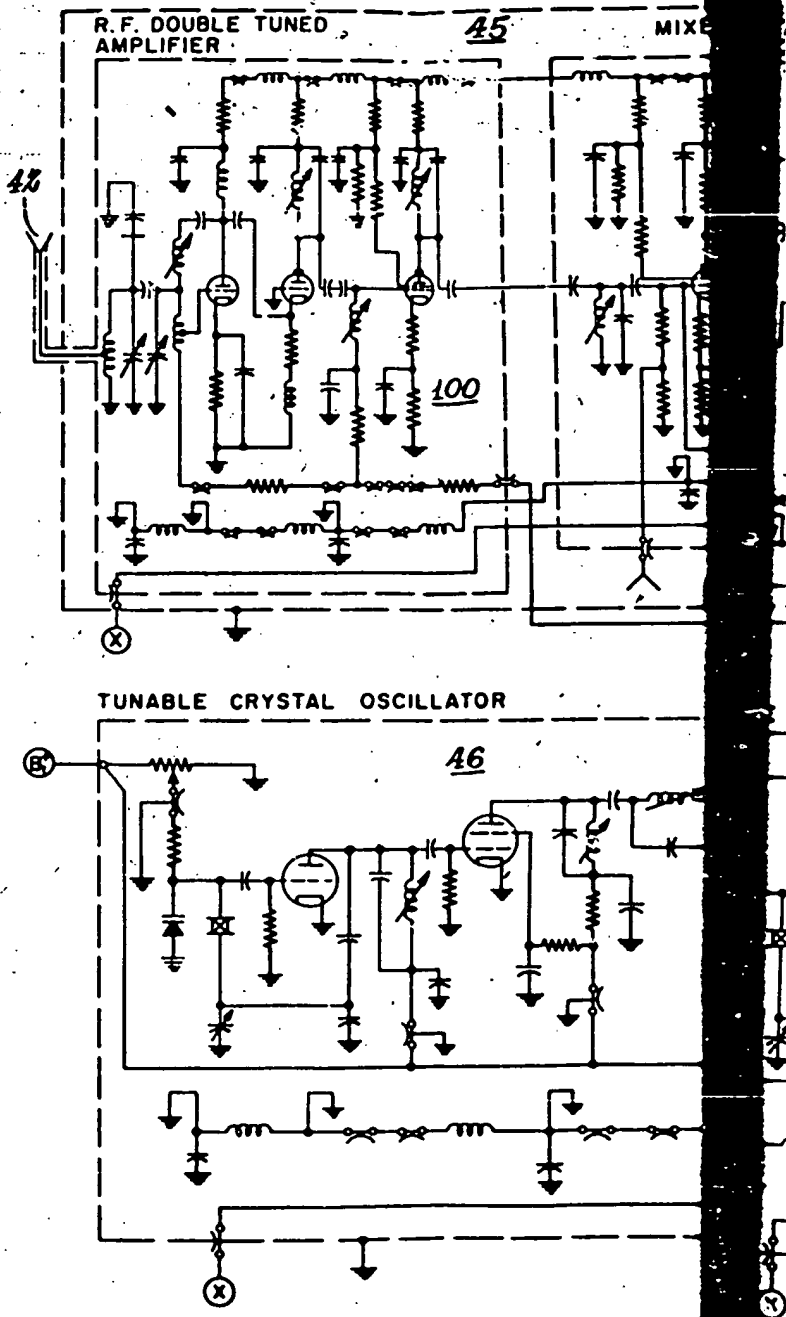 R.F. DOUBLE TUNED
AMPLIFIER
45
MIXE
42
100
X
TUNABLE CRYSTAL OSCILLATOR
46
X
X